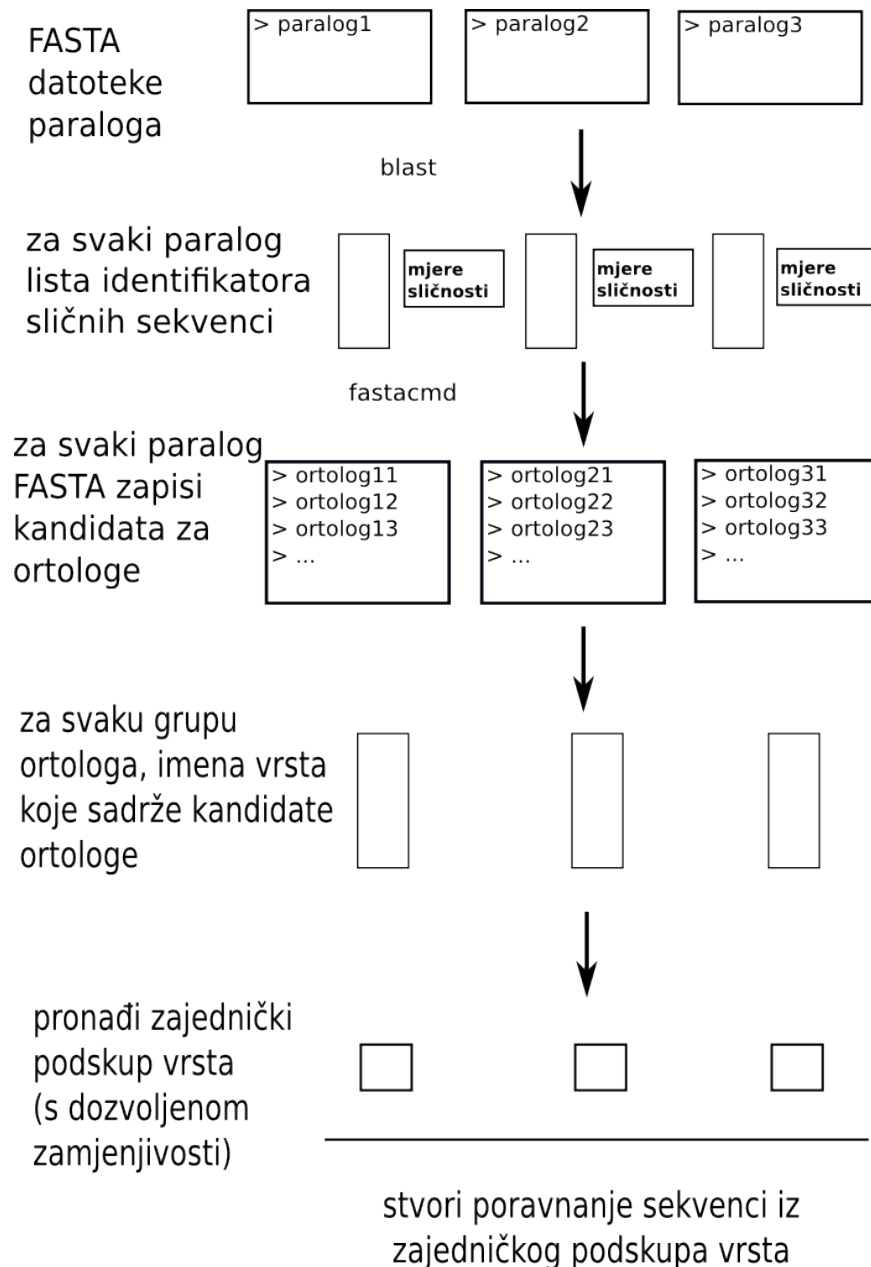 FASTA
datoteke
paraloga
> paralog1
> paralog2
> paralog3
blast
za svaki paralog
lista identifikatora
sličnih sekvenci
mjere
sličnosti
mjere
sličnosti
mjere
sličnosti
fastacmd
za svaki paralog
FASTA zapisi
kandidata za
ortologe
> ortolog11
> ortolog12
> ortolog13
> ...
> ortolog21
> ortolog22
> ortolog23
> ...
> ortolog31
> ortolog32
> ortolog33
> ...
za svaku grupu
ortologa, imena vrsta
koje sadrže kandidate
ortologe
pronađi zajednički
podskup vrsta
(s dozvoljenom
zamjenjivosti)
stvori poravnanje sekvenci iz
zajedničkog podskupa vrsta